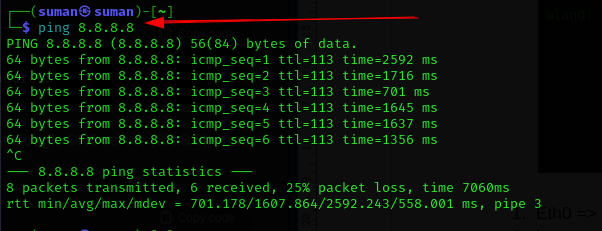 ┌──(suman㉿suman)-[~]
└─$ ping 8.8.8.8
PING 8.8.8.8 (8.8.8.8) 56(84) bytes of data.
64 bytes from 8.8.8.8: icmp_seq=1 ttl=113 time=2592 ms
64 bytes from 8.8.8.8: icmp_seq=2 ttl=113 time=1716 ms
64 bytes from 8.8.8.8: icmp_seq=3 ttl=113 time=701 ms
64 bytes from 8.8.8.8: icmp_seq=4 ttl=113 time=1645 ms
64 bytes from 8.8.8.8: icmp_seq=5 ttl=113 time=1637 ms
64 bytes from 8.8.8.8: icmp_seq=6 ttl=113 time=1356 ms
^C
— 8.8.8.8 ping statistics —
8 packets transmitted, 6 received, 25% packet loss, time 7060ms
rtt min/avg/max/mdev = 701.178/1607.864/2592.243/558.001 ms, pipe 3
Copy code
1. Eth0 =>